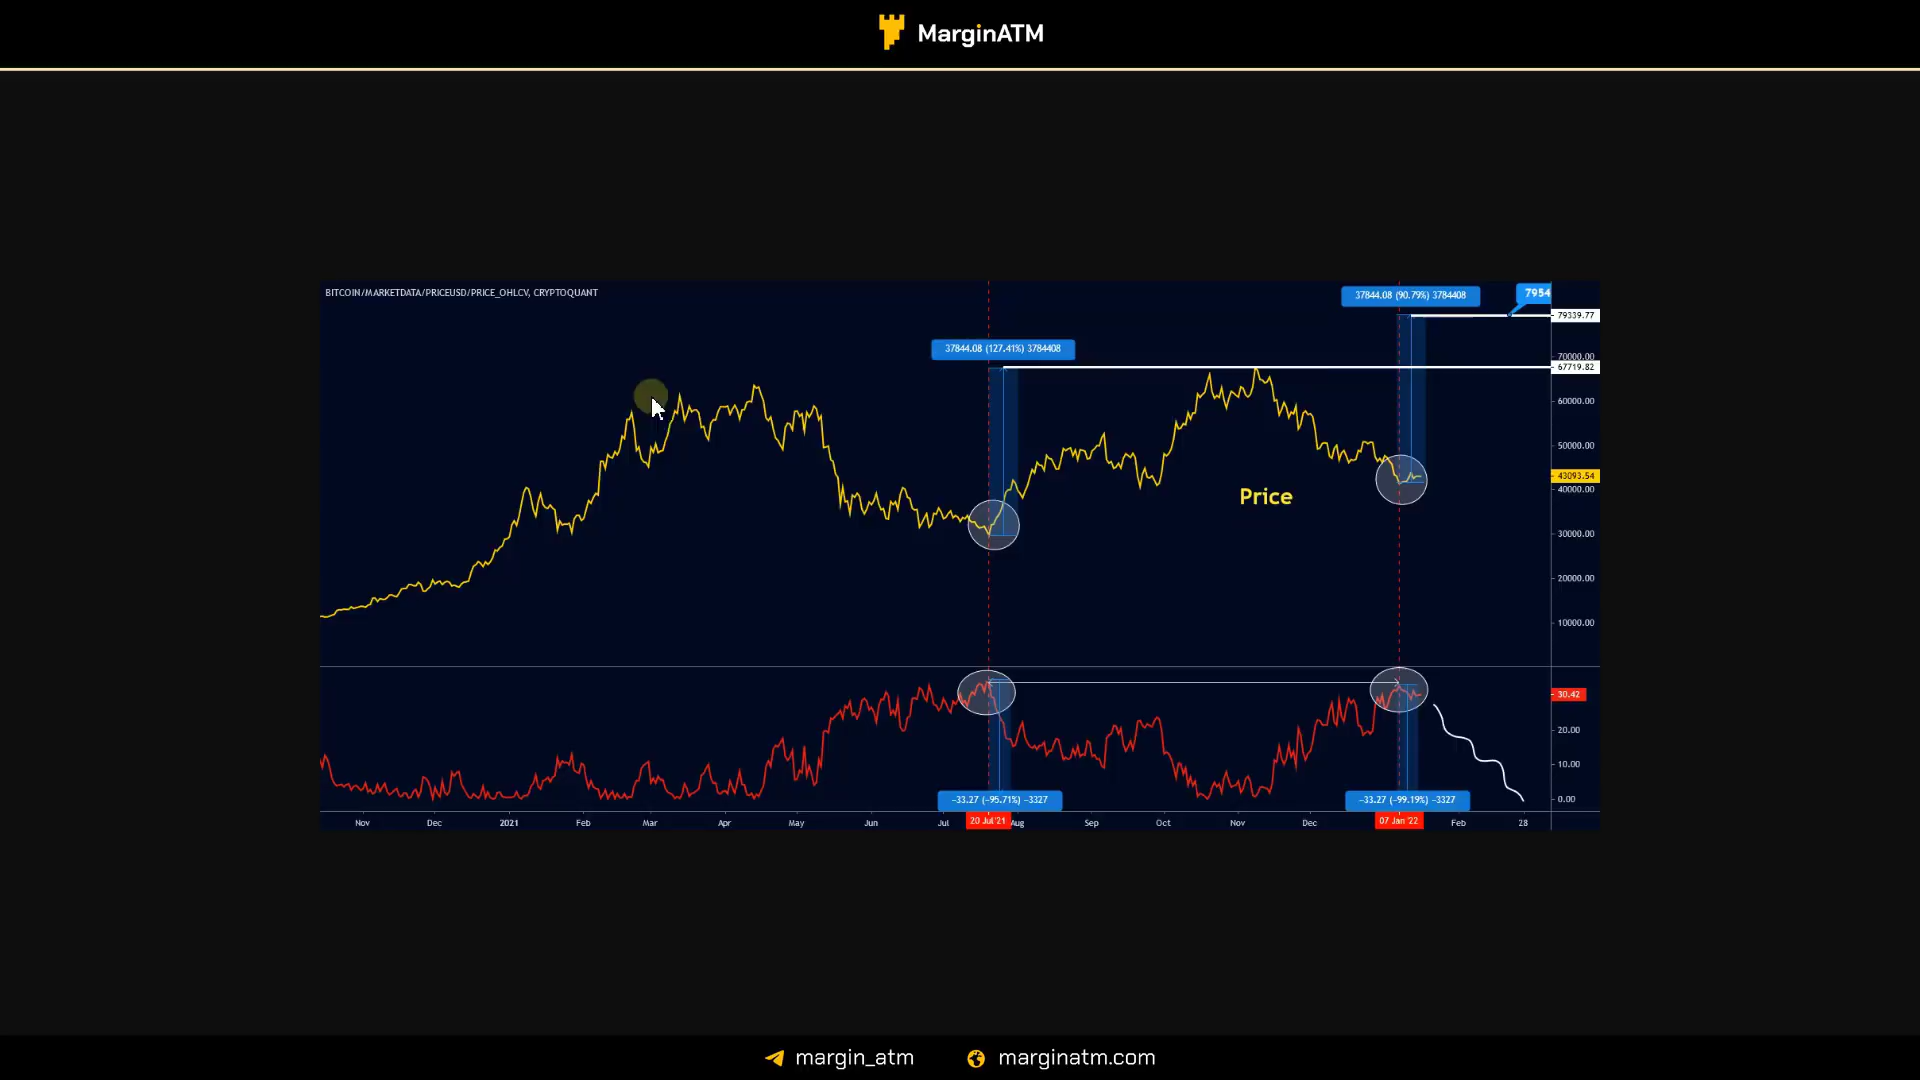 MarginATM
BITCOIN/MARKETDATA/PRICEUSD/PRICE_OHLCV, CRYPTOQUANT
37844.08 (90.79%) 3784408
7954
79339.77
37844.08 (127.41%) 3784408
70000.00
67719.82
60000.00
50000.00
43093.54
40000.00
Price
30000.00
20000.00
10000.00
30.42
20.00
10.00
0.00
-33.27 (-95.71%) -3327
-33.27 (-99.19%) -3327
Nov Dec 2021 Feb Mar Apr May Jun Jul 20 Jul'21 Aug Sep Oct Nov Dec 07 Jan '22 Feb 28
margin_atm marginatm.com